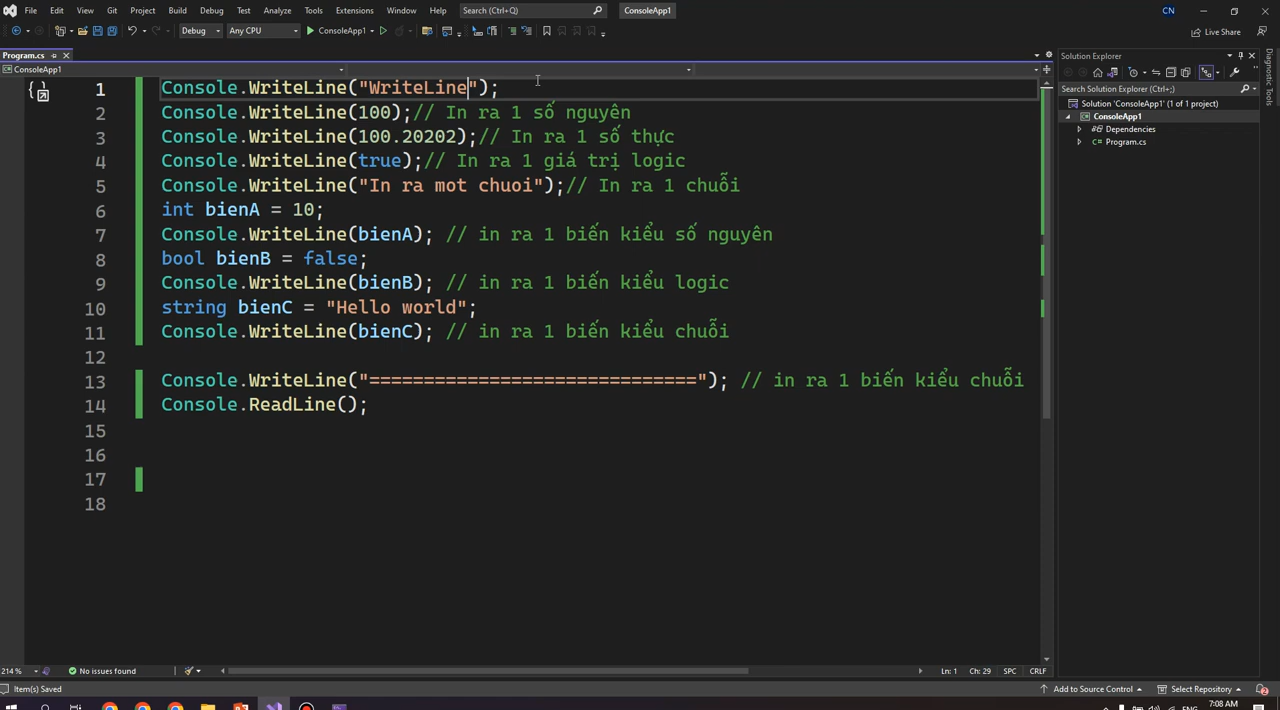 File Edit View Git Project Build Debug Test Analyze Tools Extensions Window Help Search (Ctrl+Q) ConsoleApp1 CN
Debug Any CPU ConsoleApp1 Live Share
Program.cs Solution Explorer
ConsoleApp1 Search Solution Explorer (Ctrl+;)
Solution 'ConsoleApp1' (1 of 1 project)
ConsoleApp1
Dependencies
Program.cs
Diagnostic Tools
1 Console.WriteLine("WriteLine");
2 Console.WriteLine(100);// In ra 1 số nguyên
3 Console.WriteLine(100.20202);// In ra 1 số thực
4 Console.WriteLine(true);// In ra 1 giá trị logic
5 Console.WriteLine("In ra mot chuoi");// In ra 1 chuỗi
6 int bienA = 10;
7 Console.WriteLine(bienA); // in ra 1 biến kiểu số nguyên
8 bool bienB = false;
9 Console.WriteLine(bienB); // in ra 1 biến kiểu logic
10 string bienC = "Hello world";
11 Console.WriteLine(bienC); // in ra 1 biến kiểu chuỗi
12
13 Console.WriteLine("=============================="); // in ra 1 biến kiểu chuỗi
14 Console.ReadLine();
15
16
17
18
214 % No issues found Ln: 1 Ch: 29 SPC CRLF
Item(s) Saved Add to Source Control Select Repository 2
7:08 AM